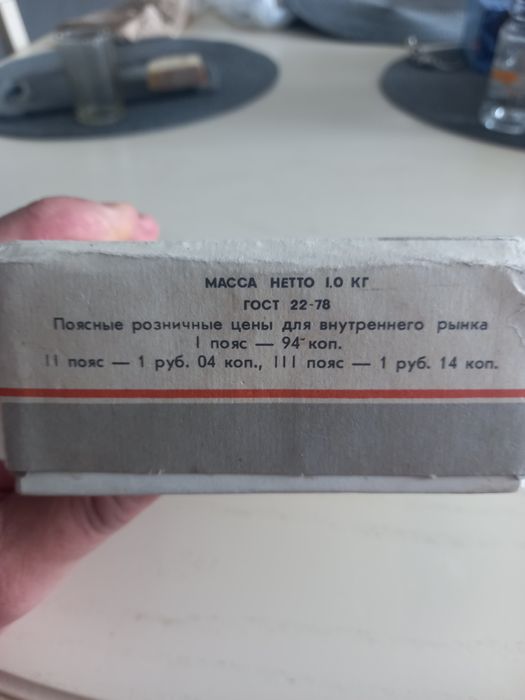 МАССА НЕТТО 1.0 КГ
ГОСТ 22-78
Поясные розничные цены для внутреннего рынка
I пояс — 94 коп.
II пояс — 1 руб. 04 коп., III пояс — 1 руб. 14 коп.